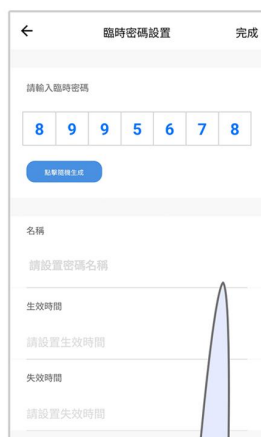 臨時密碼設置
完成
請輸入臨時密碼
8 9 9 5 6 7 8
點擊隨機生成
名稱
請設置密碼名稱
生效時間
請設置生效時間
失效時間
請設置失效時間